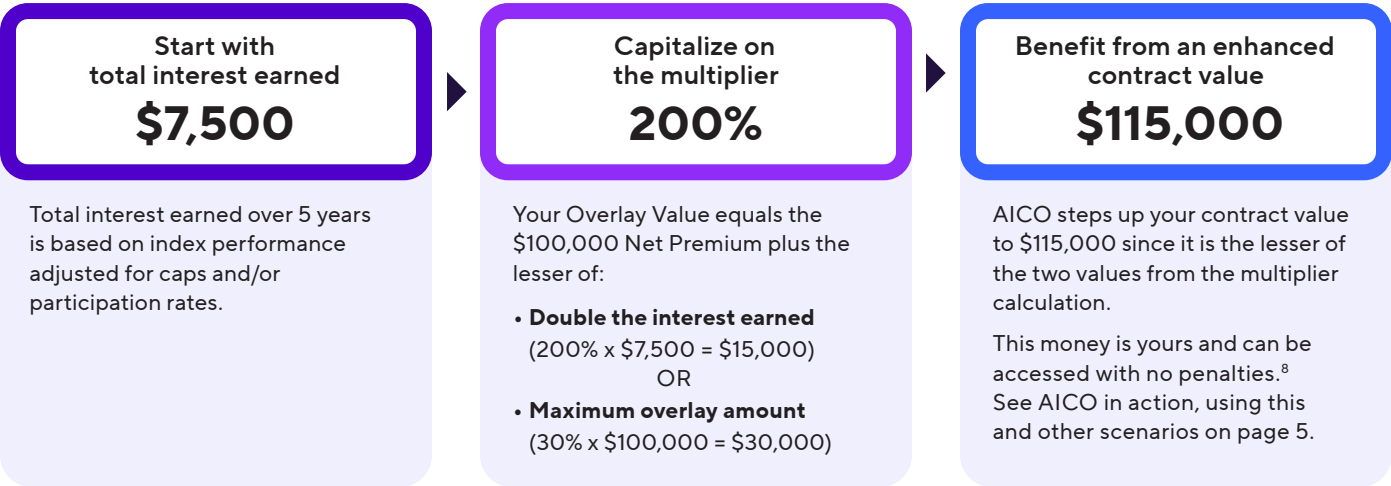 Start with
total interest earned
$7,500
Total interest earned over 5 years
is based on index performance
adjusted for caps and/or
participation rates.
Capitalize on
the multiplier
200%
Your Overlay Value equals the
$100,000 Net Premium plus the
lesser of:
• Double the interest earned
(200% x $7,500 = $15,000)
OR
• Maximum overlay amount
(30% x $100,000 = $30,000)
Benefit from an enhanced
contract value
$115,000
AICO steps up your contract value
to $115,000 since it is the lesser of
the two values from the multiplier
calculation.
This money is yours and can be
accessed with no penalties.⁸
See AICO in action, using this
and other scenarios on page 5.